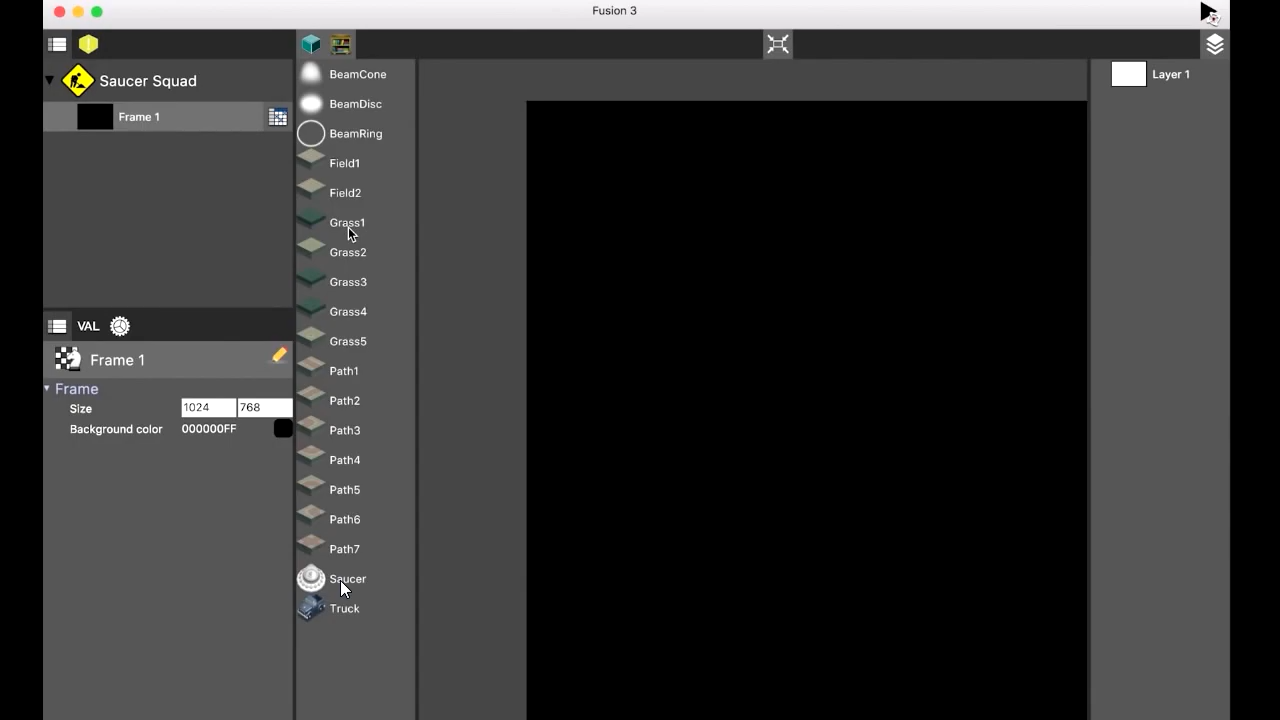 Fusion 3
Saucer Squad
Frame 1
VAL
Frame 1
Frame
Size 1024 768
Background color 000000FF
BeamCone
BeamDisc
BeamRing
Field1
Field2
Grass1
Grass2
Grass3
Grass4
Grass5
Path1
Path2
Path3
Path4
Path5
Path6
Path7
Saucer
Truck
Layer 1